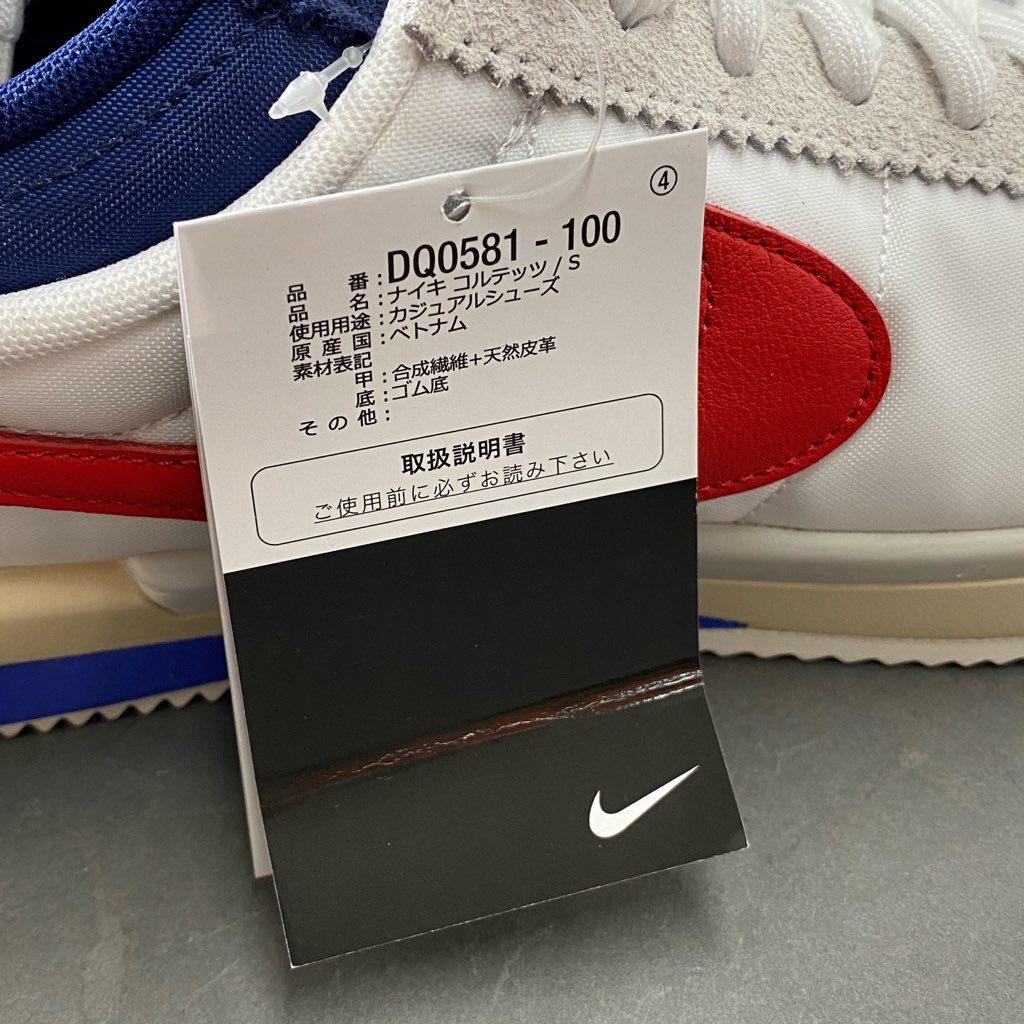 ④
品番:DQ0581 - 100
品名:ナイキ コルテッツ / S
使用用途:カジュアルシューズ
原産国:ベトナム
素材表記
甲:合成繊維+天然皮革
底:ゴム底
その他:
取扱説明書
ご使用前に必ずお読み下さい